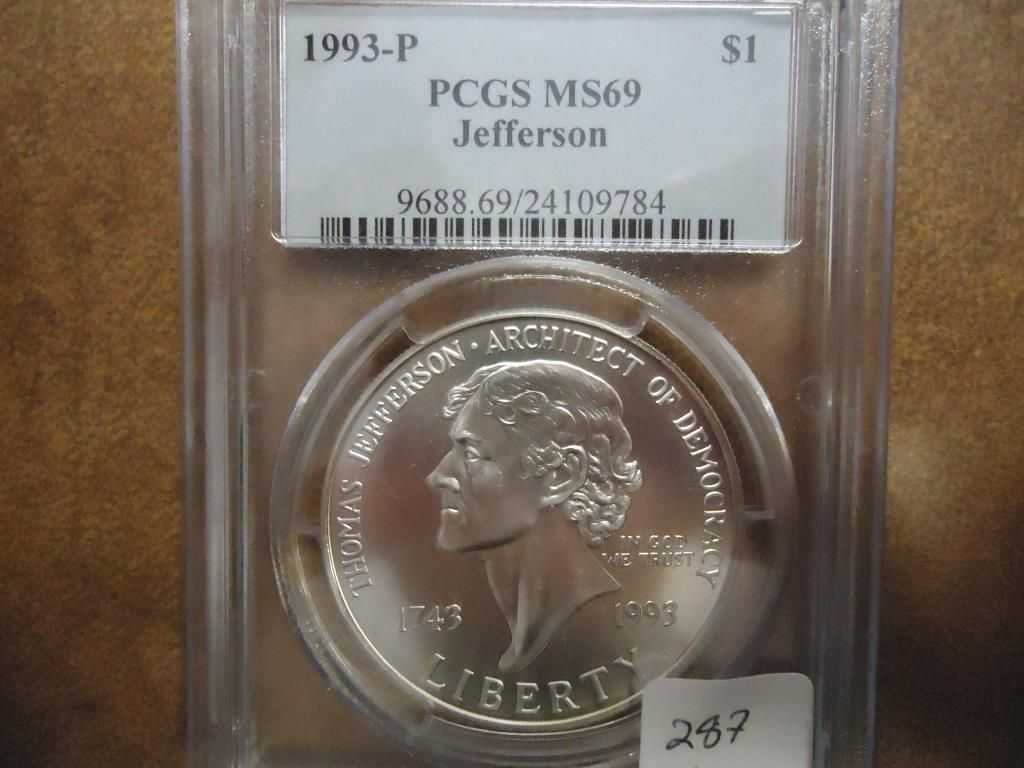 1993-P $1
PCGS MS69
Jefferson
9688.69/24109784
THOMAS JEFFERSON · ARCHITECT OF DEMOCRACY
IN GOD
WE TRUST
1743 1993
LIBERTY
287